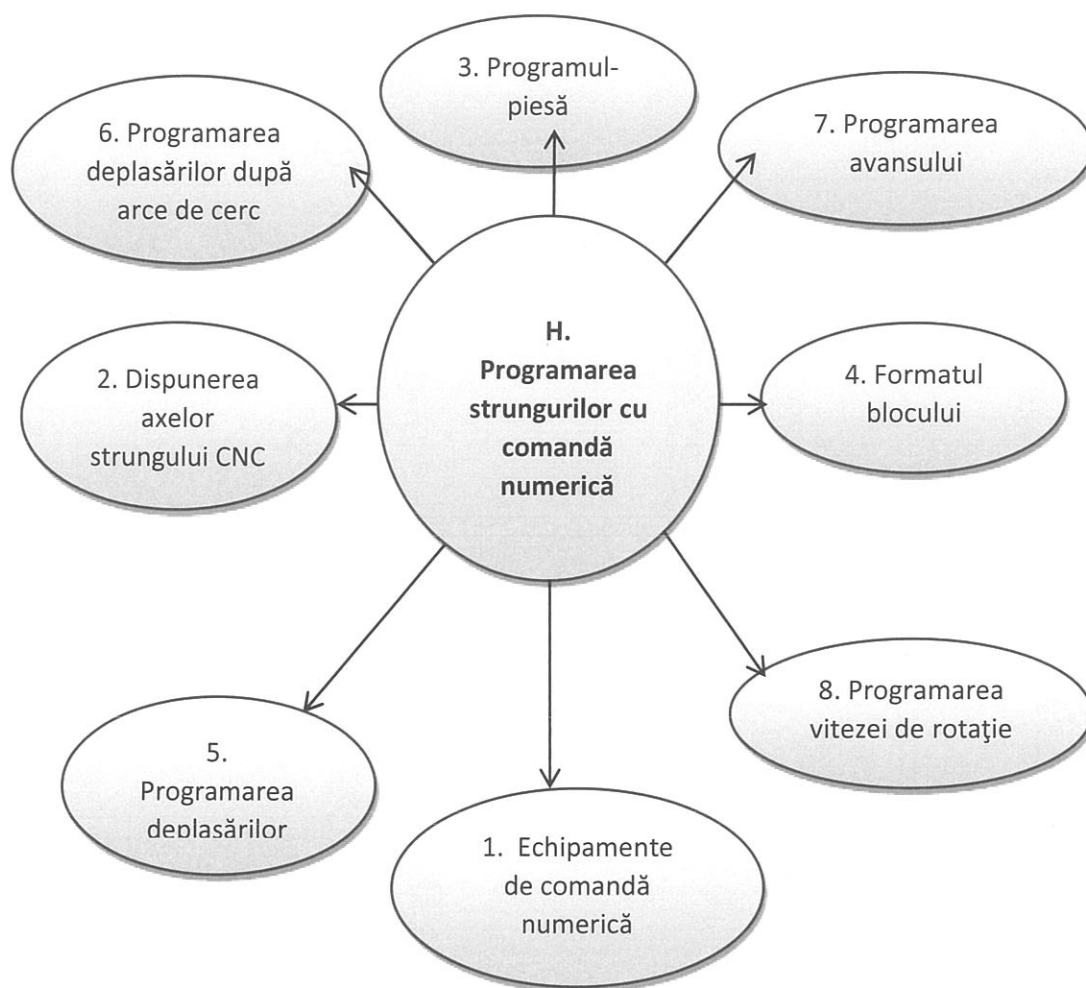 3. Programul-
piesă
6. Programarea
deplasărilor după
arce de cerc
7. Programarea
avansului
H.
Programarea
strungurilor cu
comandă
numerică
2. Dispunerea
axelor
strungului CNC
4. Formatul
blocului
8. Programarea
vitezei de rotaţie
5.
Programarea
deplasărilor
1. Echipamente
de comandă
numerică